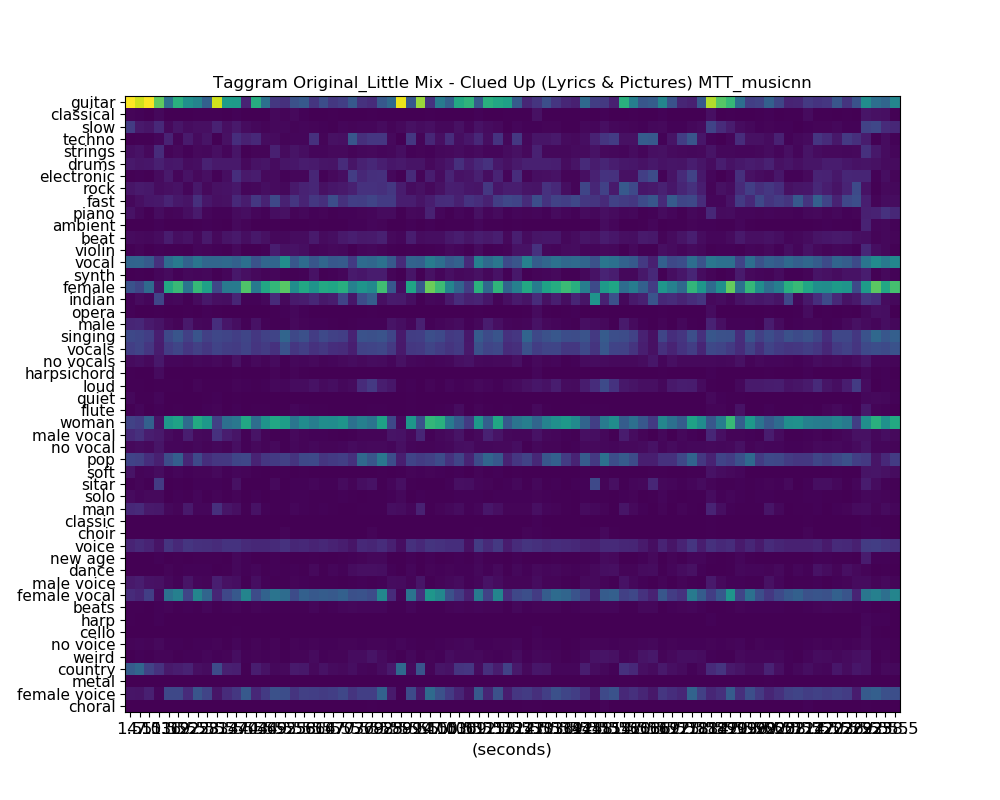 Taggram Original_Little Mix - Clued Up (Lyrics & Pictures) MTT_musicnn
guitar
classical
slow
techno
strings
drums
electronic
rock
fast
piano
ambient
beat
violin
vocal
synth
female
indian
opera
male
singing
vocals
no vocals
harpsichord
loud
quiet
flute
woman
male vocal
no vocal
pop
soft
sitar
solo
man
classic
choir
voice
new age
dance
male voice
female vocal
beats
harp
cello
no voice
weird
country
metal
female voice
choral
(seconds)